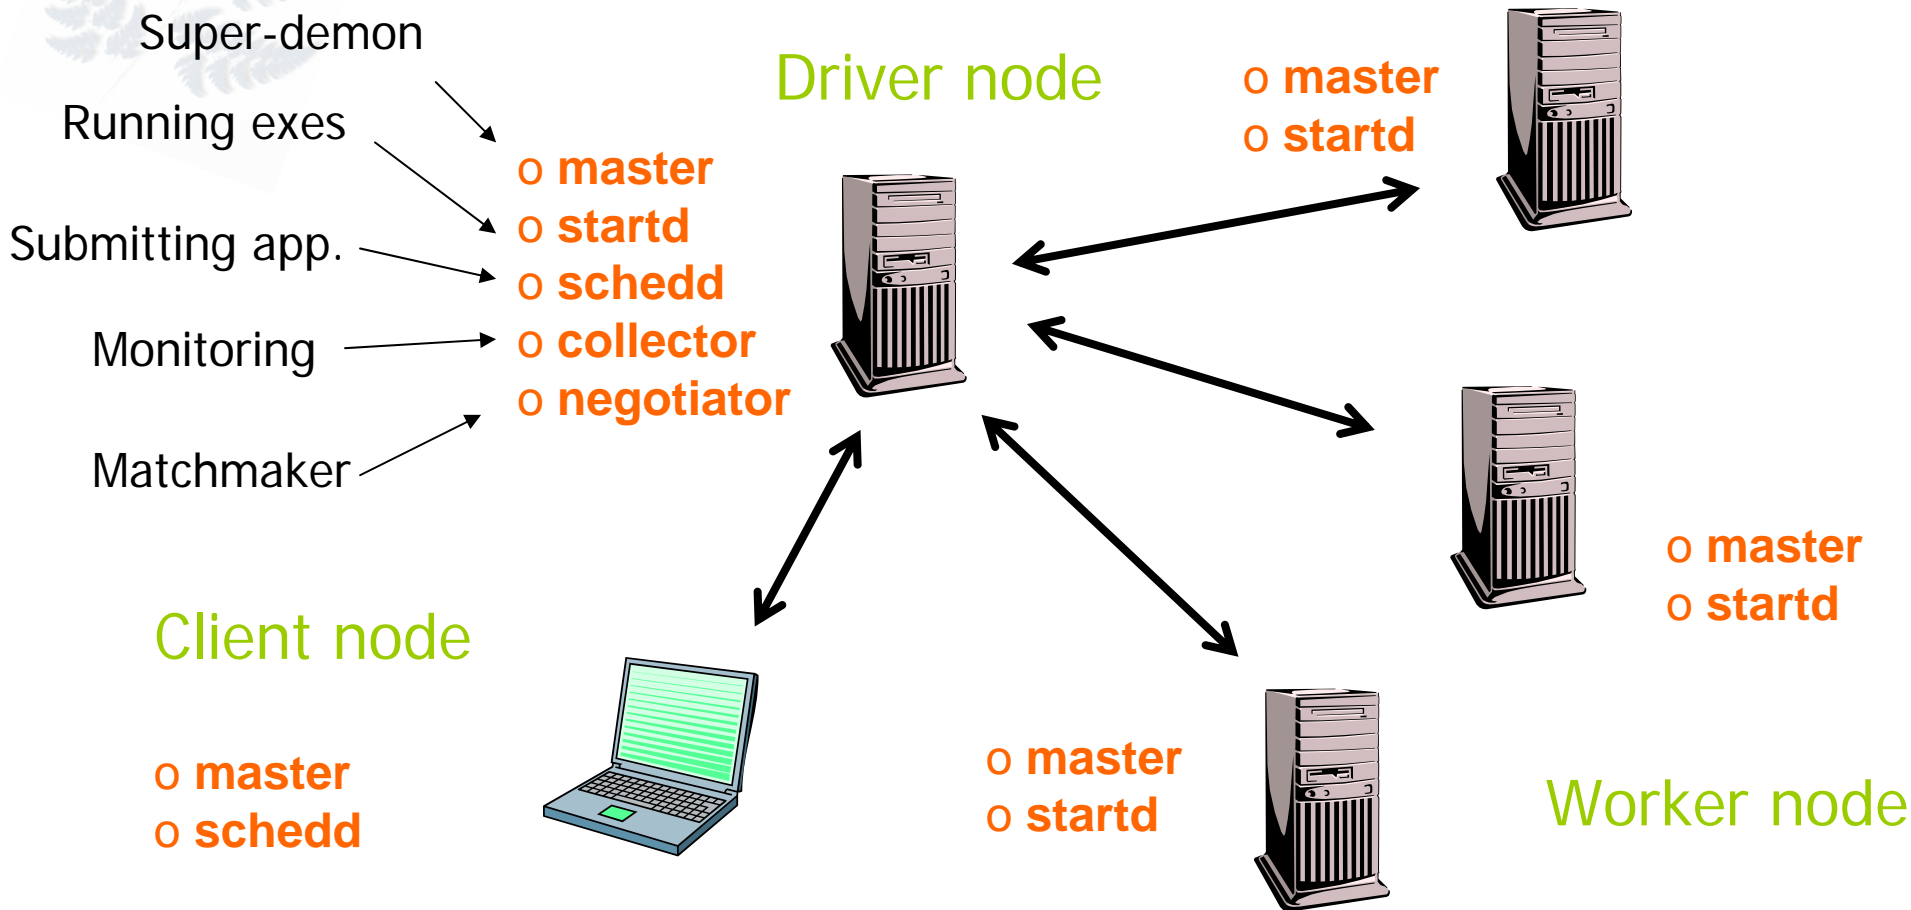 Super-demon
Running exes
Submitting app.
Monitoring
Matchmaker
Driver node
o master
o startd
o schedd
o collector
o negotiator
o master
o startd
o master
o startd
Client node
o master
o schedd
o master
o startd
Worker node